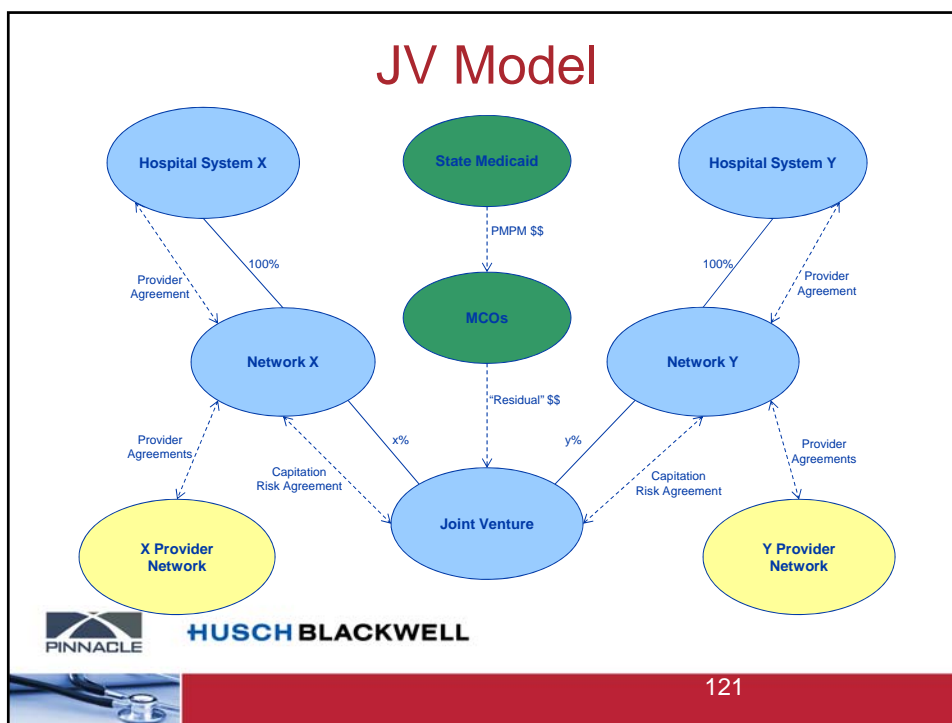 JV Model
Hospital System X
State Medicaid
Hospital System Y
PMPM $$
100%
100%
Provider
Agreement
Provider
Agreement
MCOs
Network X
Network Y
"Residual" $$
x%
y%
Provider
Agreements
Provider
Agreements
Capitation
Risk Agreement
Capitation
Risk Agreement
Joint Venture
X Provider
Network
Y Provider
Network
PINNACLE
HUSCH BLACKWELL
121